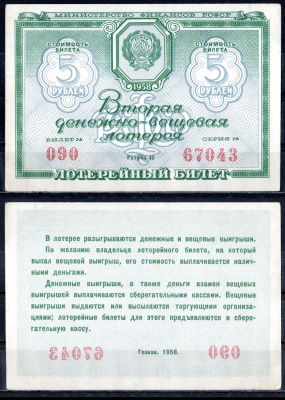 МИНИСТЕРСТВО ФИНАНСОВ РСФСР
СТОИМОСТЬ БИЛЕТА
5
РУБЛЕЙ
1958
СТОИМОСТЬ БИЛЕТА
5
РУБЛЕЙ
Вторая
денежно-вещевая
лотерея
БИЛЕТ №
090
СЕРИЯ №
67043
Разряд
ЛОТЕРЕЙНЫЙ БИЛЕТ
В лотерее разыгрываются денежные и вещевые выигрыши.
По желанию владельца лотерейного билета, на который
выпал вещевой выигрыш, его стоимость выплачивается налич-
ными деньгами.
Денежные выигрыши, а также деньги взамен вещевых
выигрышей выплачиваются сберегательными кассами. Вещевые
выигрыши выдаются или высылаются торгующими организа-
циями; лотерейные билеты для этого предъявляются в сбере-
гательную кассу.
67043
Гознак. 1958.
090